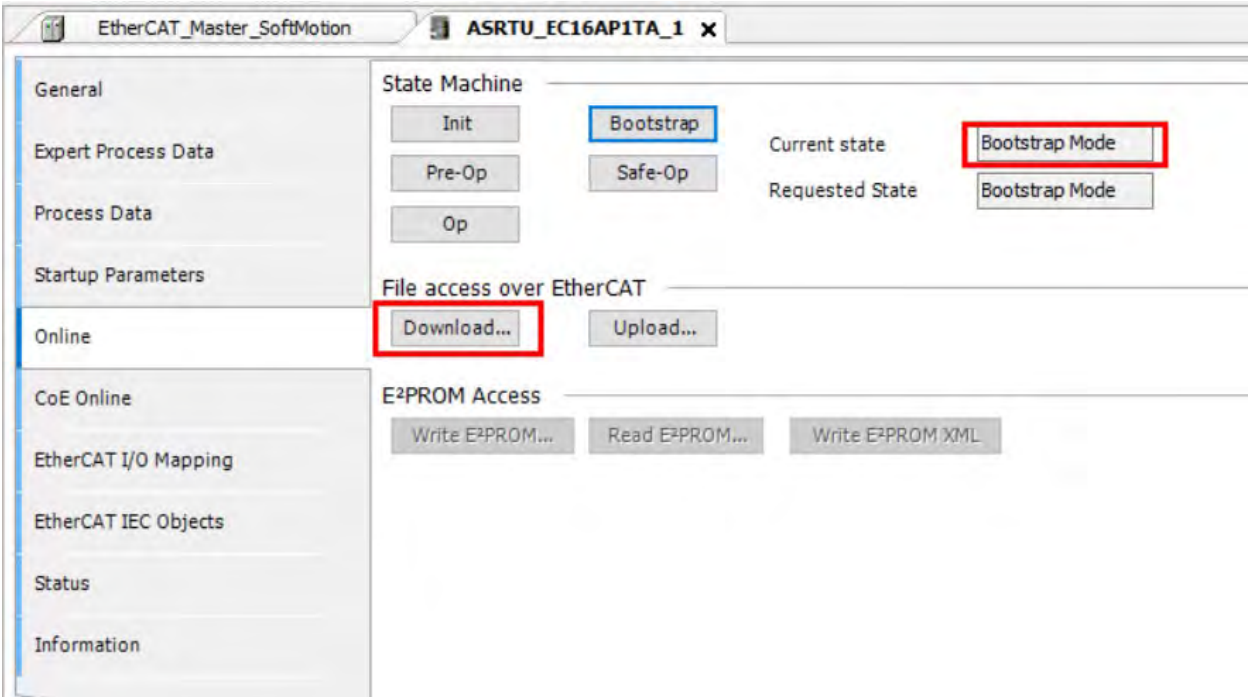 EtherCAT_Master_SoftMotion
ASRTU_EC16AP1TA_1 x
General
Expert Process Data
Process Data
Startup Parameters
Online
CoE Online
EtherCAT I/O Mapping
EtherCAT IEC Objects
Status
Information
State Machine
Init
Bootstrap
Pre-Op
Safe-Op
Op
Current state
Bootstrap Mode
Requested State
Bootstrap Mode
File access over EtherCAT
Download...
Upload...
E²PROM Access
Write E²PROM...
Read E²PROM...
Write E²PROM XML